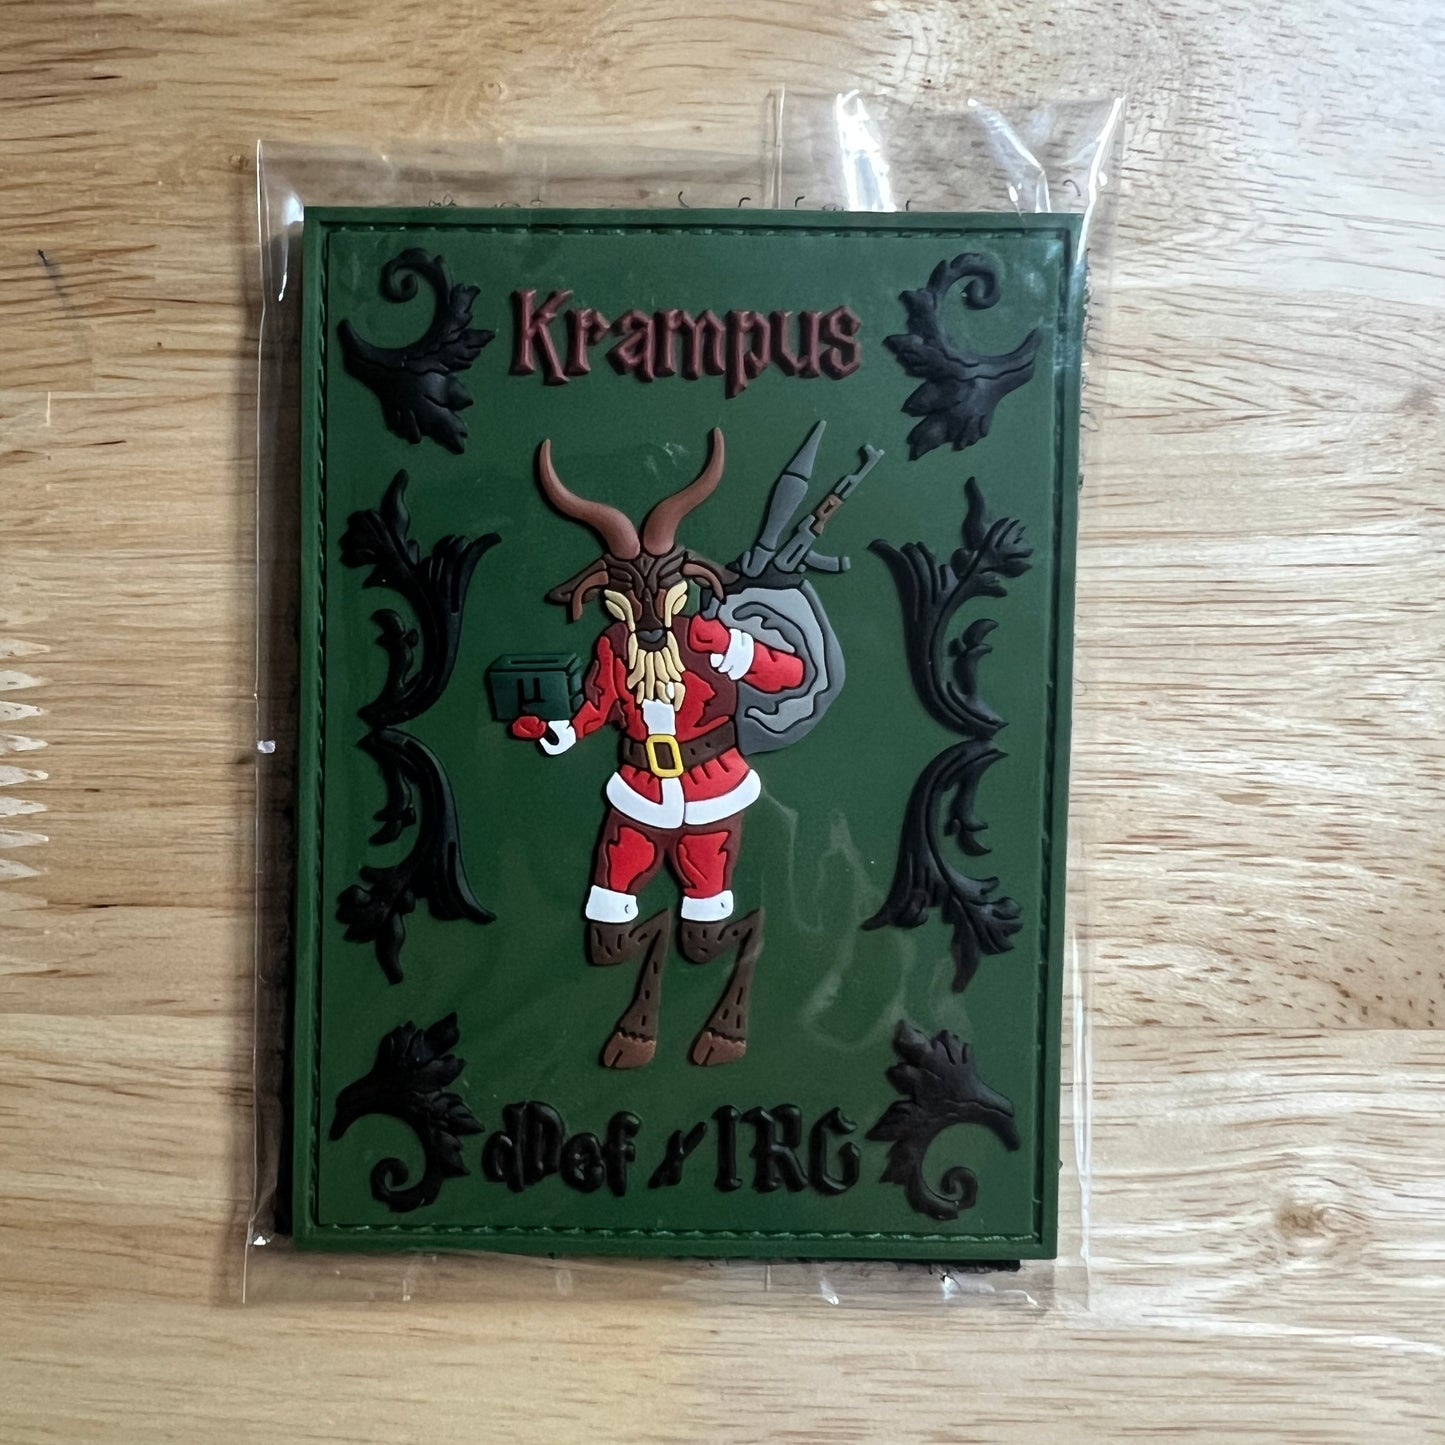 Krampus
µ
dDef / IRG